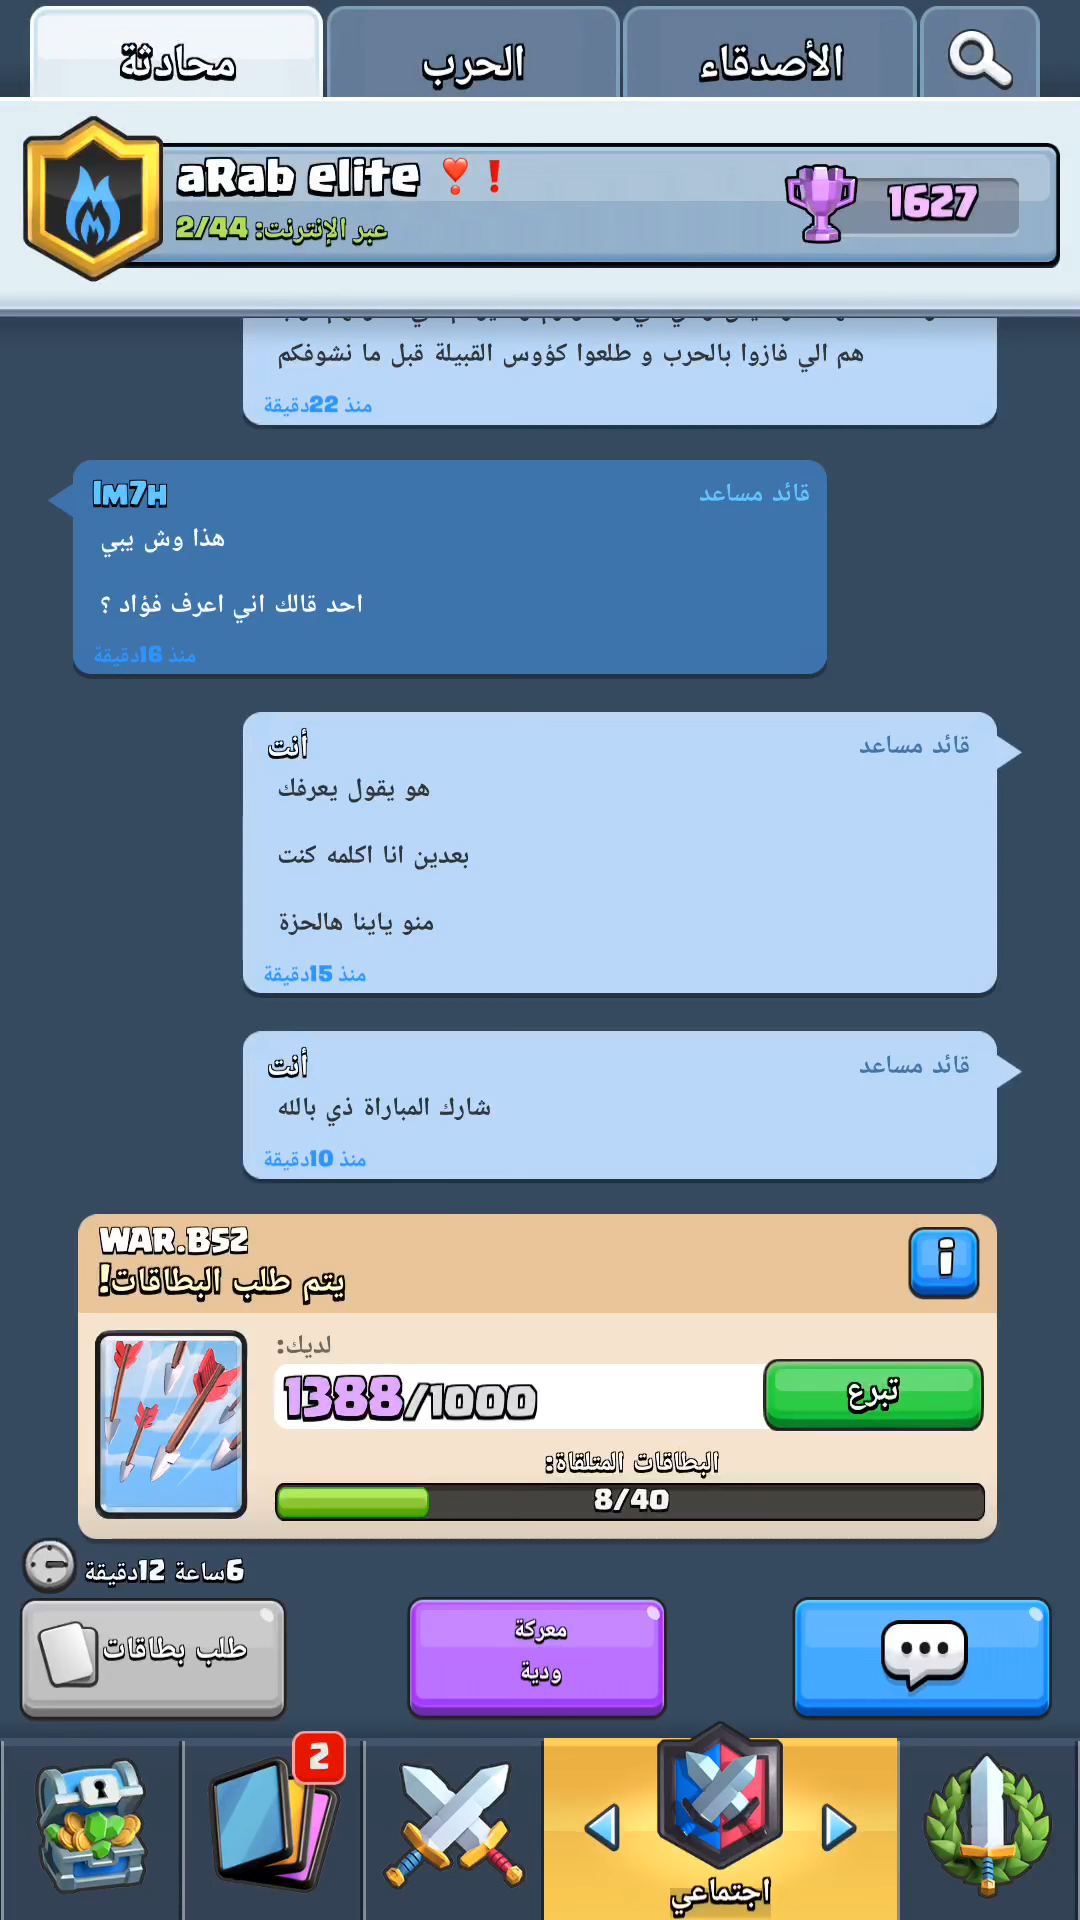 محادثة
الحرب
الأصدقاء
aRab elite ❣️❗
عبر الإنترنت: 2/44
1627
هم الي فازوا بالحرب و طلعوا كؤوس القبيلة قبل ما نشوفكم
منذ 22دقيقة
lm7h
قائد مساعد
هذا وش يبي
احد قالك اني اعرف فؤاد ؟
منذ 16دقيقة
أنت
قائد مساعد
هو يقول يعرفك
بعدين انا اكلمه كنت
منو ياينا هالحزة
منذ 15دقيقة
أنت
قائد مساعد
شارك المباراة ذي بالله
منذ 10دقيقة
WAR.B52
يتم طلب البطاقات!
i
لديك:
1388/1000
تبرع
البطاقات المتلقاة:
8/40
6ساعة 12دقيقة
طلب بطاقات
معركة
ودية
2
اجتماعي